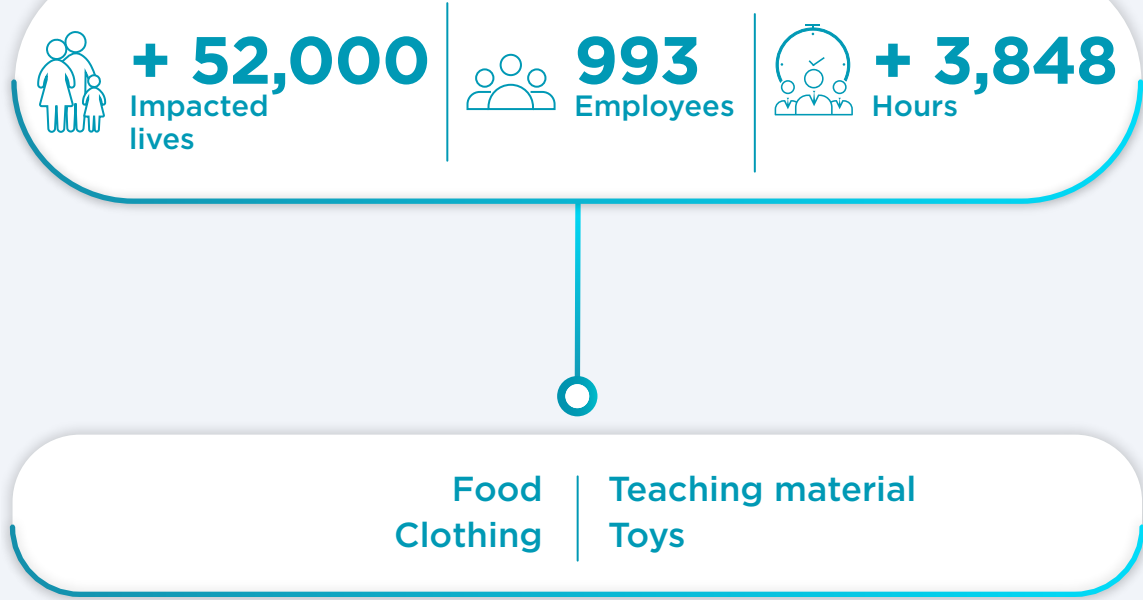 + 52,000
Impacted
lives
993
Employees
+ 3,848
Hours
Food
Clothing
Teaching material
Toys